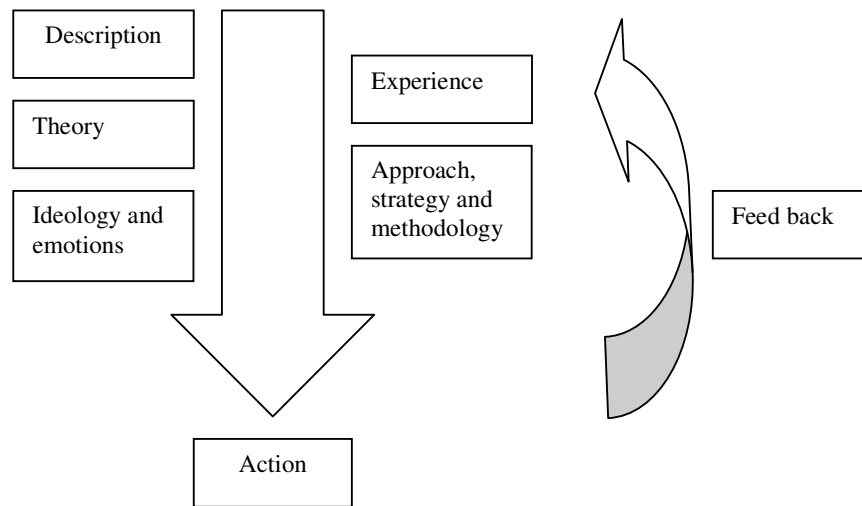 Description
Theory
Ideology and
emotions
Experience
Approach,
strategy and
methodology
Feed back
Action